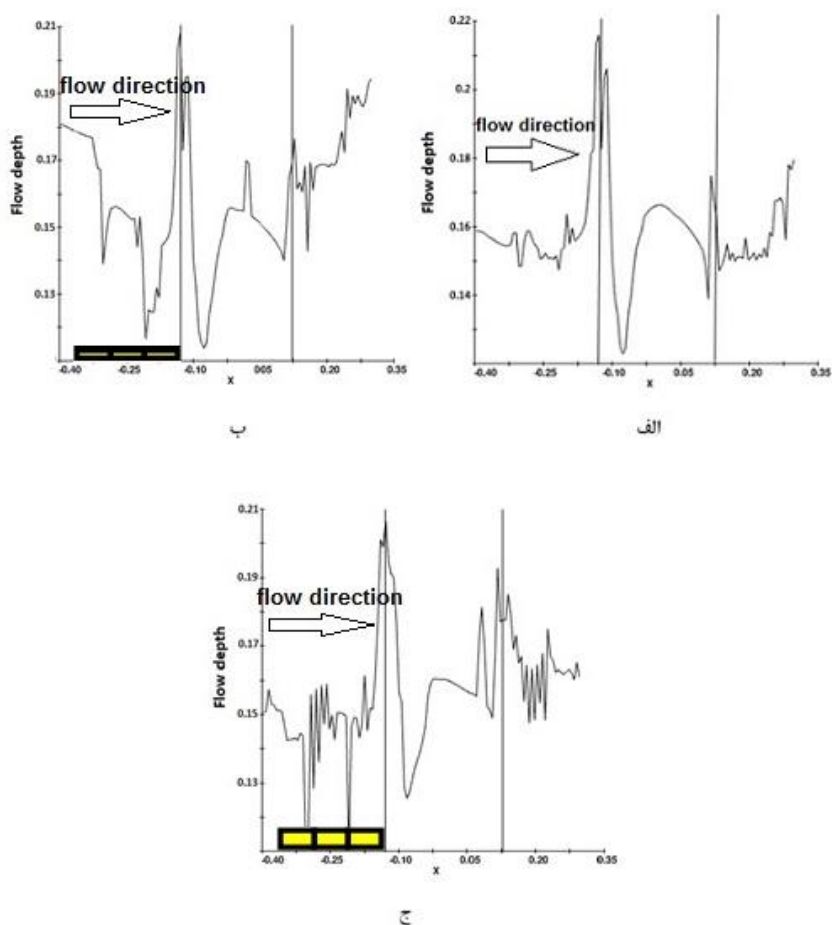 0.21
0.19
0.17
0.15
0.13
flow direction
Flow depth
-0.40 -0.25 -0.10 005 0.20 0.35
x
ب
0.22
0.2
0.18
0.16
0.14
flow direction
Flow depth
-0.40 -0.25 -0.10 0.05 0.20 0.35
x
الف
0.21
0.19
0.17
0.15
0.13
flow direction
Flow depth
-0.40 -0.25 -0.10 0.05 0.20 0.35
x
ج